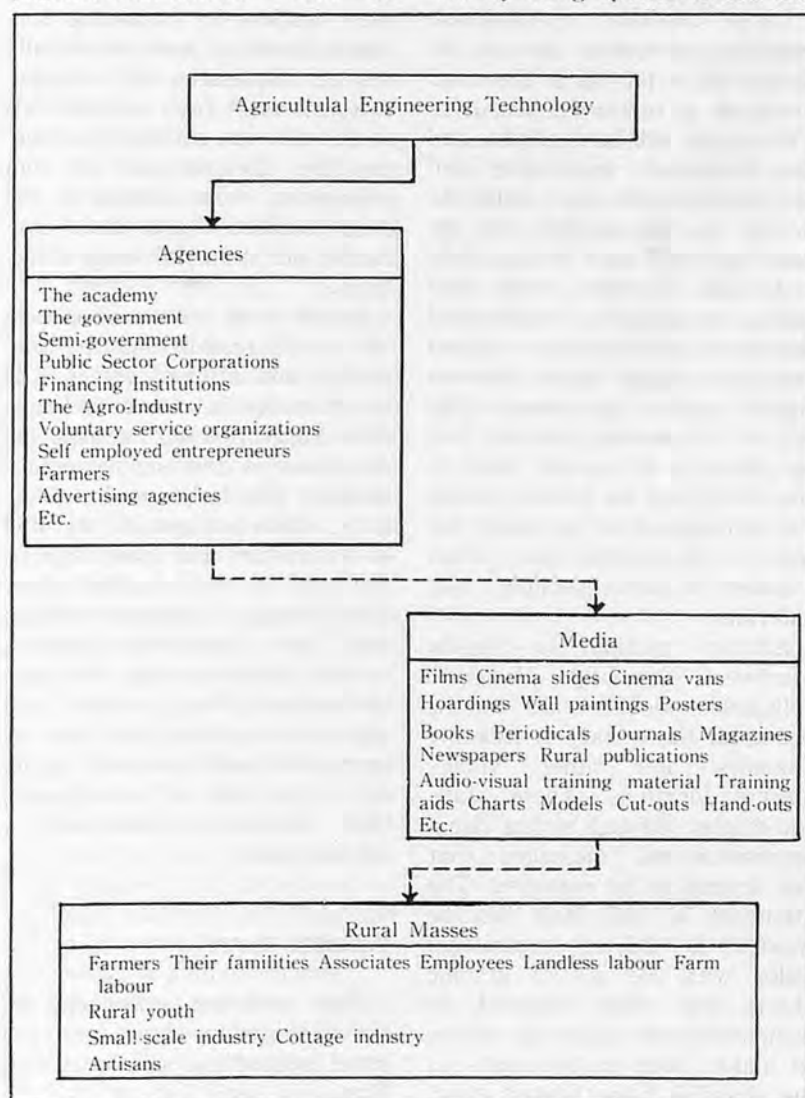 Agricultulal Engineering Technology
Agencies
The academy
The government
Semi-government
Public Sector Corporations
Financing Institutions
The Agro-Industry
Voluntary service organizations
Self employed entrepreneurs
Farmers
Advertising agencies
Etc.
Media
Films Cinema slides Cinema vans
Hoardings Wall paintings Posters
Books Periodicals Journals Magazines
Newspapers Rural publications
Audio-visual training material Training
aids Charts Models Cut-outs Hand-outs
Etc.
Rural Masses
Farmers Their familities Associates Employees Landless labour Farm
labour
Rural youth
Small-scale industry Cottage indnstry
Artisans